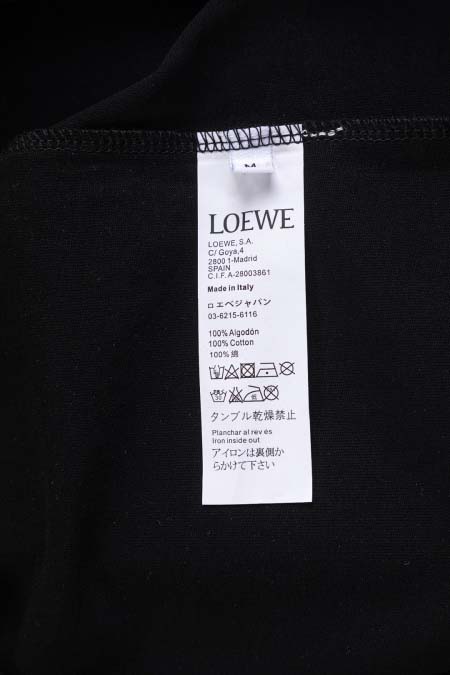 M
LOEWE
LOEWE, S.A.
C/ Goya,4
2800 1-Madrid
SPAIN
C.I.F.A-28003861
Made in Italy
ロエベジャパン
03-6215-6116
100% Algodón
100% Cotton
100% 綿
タンブル乾燥禁止
Planchar al rev és
Iron inside out
アイロンは裏側か
らかけて下さい